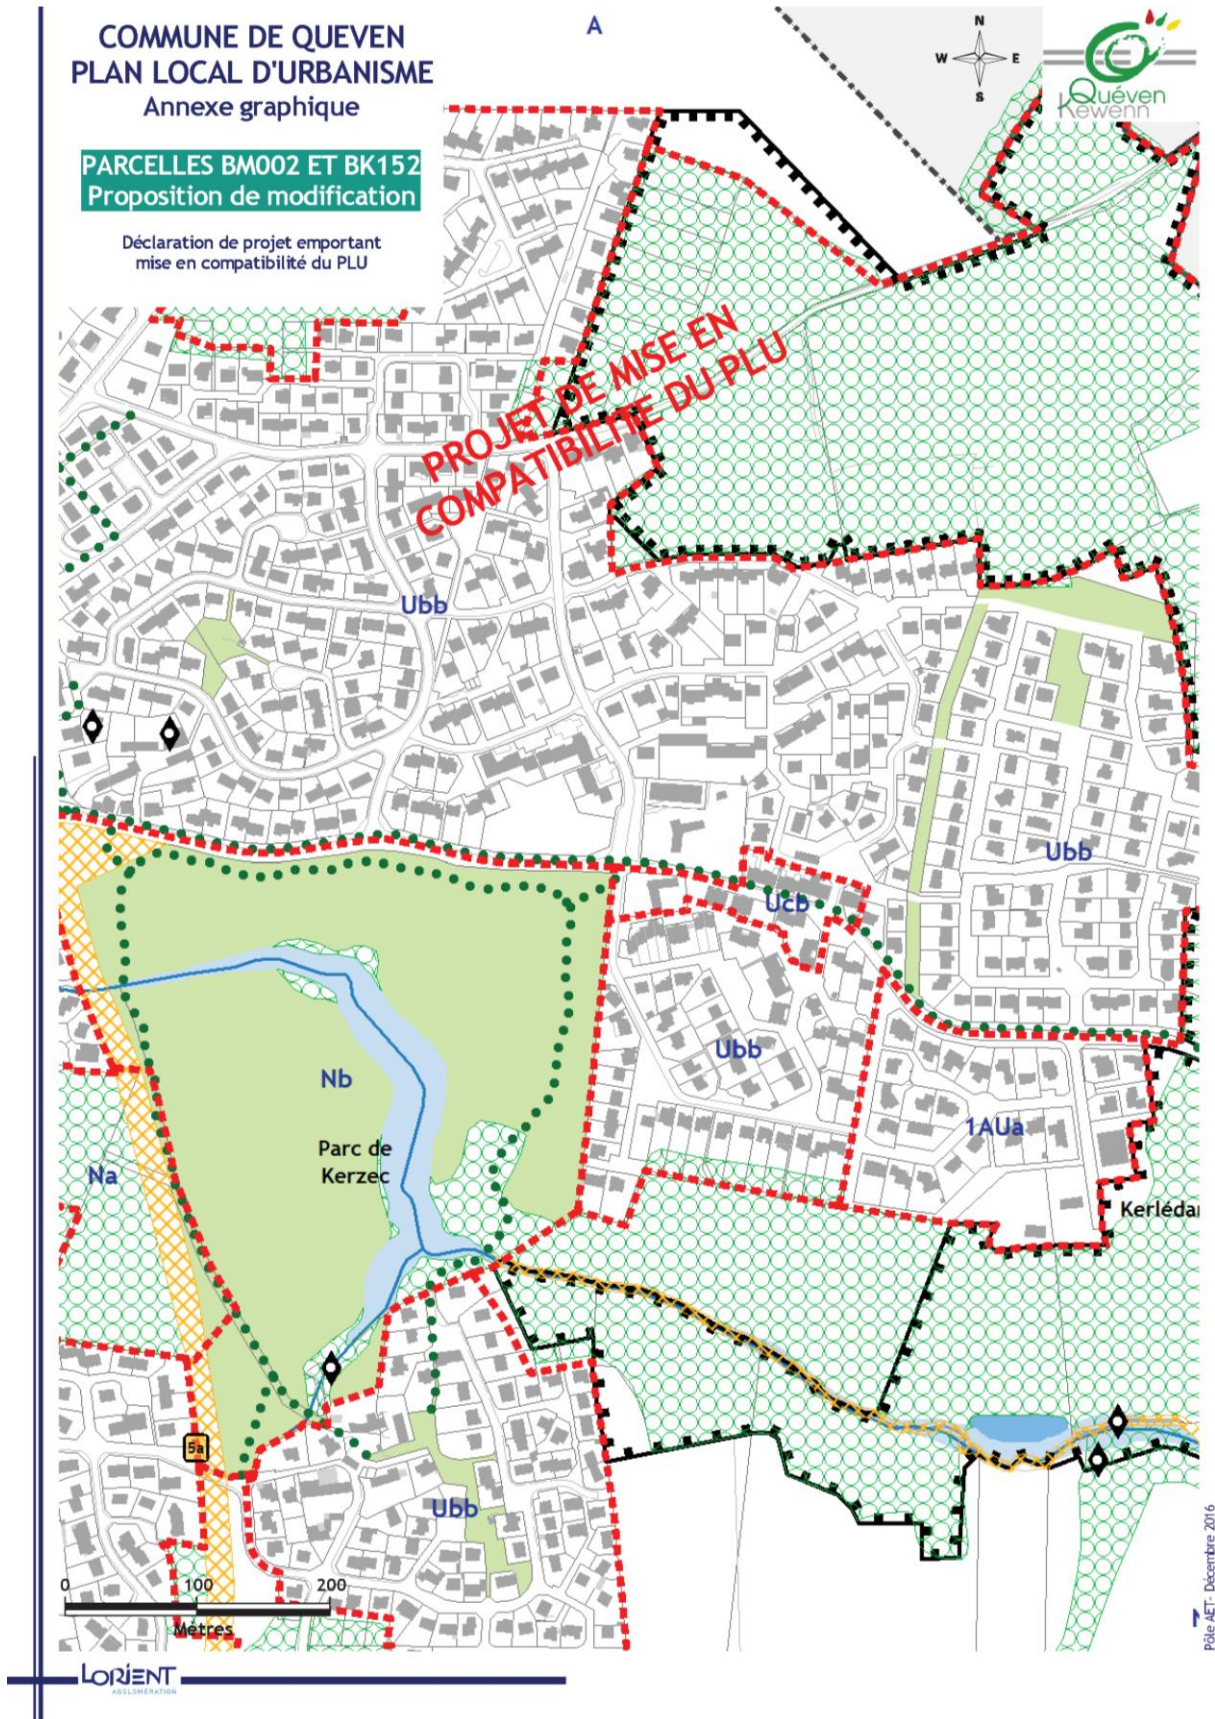 COMMUNE DE QUEVEN
PLAN LOCAL D'URBANISME
Annexe graphique
PARCELLES BM002 ET BK152
Proposition de modification
Déclaration de projet emportant
mise en compatibilité du PLU
A
N
W E
S
Quéven
Kewenn
PROJET DE MISE EN
COMPATIBILITE DU PLU
Ubb
Ubb
Ucb
Ubb
Nb
Parc de
Kerzec
1AUa
Na
Kerléda
5a
Ubb
0 100 200
Mètres
Pôle AET- Décembre 2016
LORIENT
AGGLOMÉRATION